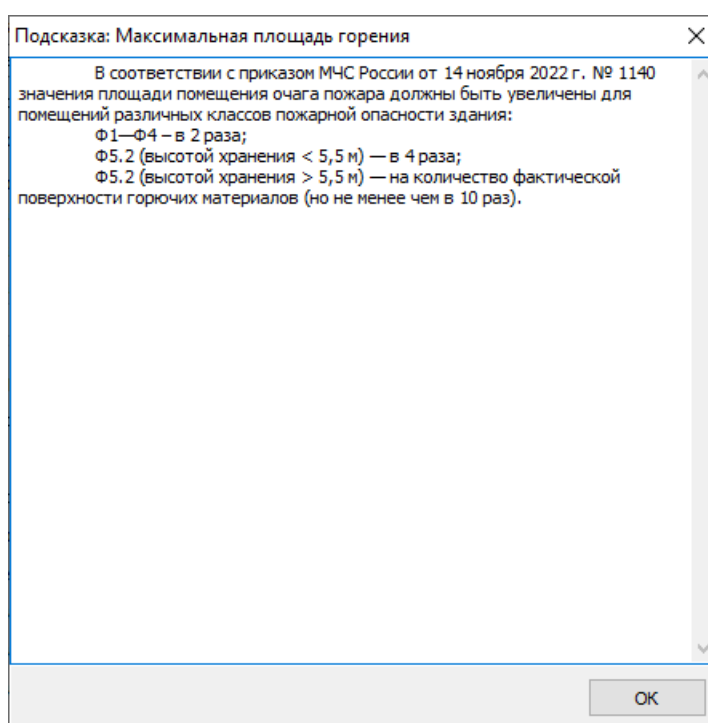 Подсказка: Максимальная площадь горения
В соответствии с приказом МЧС России от 14 ноября 2022 г. № 1140
значения площади помещения очага пожара должны быть увеличены для
помещений различных классов пожарной опасности здания:
Ф1—Ф4 – в 2 раза;
Ф5.2 (высотой хранения < 5,5 м) — в 4 раза;
Ф5.2 (высотой хранения > 5,5 м) — на количество фактической
поверхности горючих материалов (но не менее чем в 10 раз).
ОК